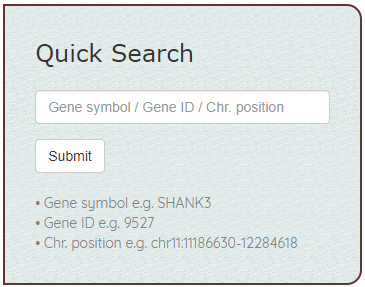 Quick Search
Gene symbol / Gene ID / Chr. position
Submit
• Gene symbol e.g. SHANK3
• Gene ID e.g. 9527
• Chr. position e.g. chr11:11186630-12284618